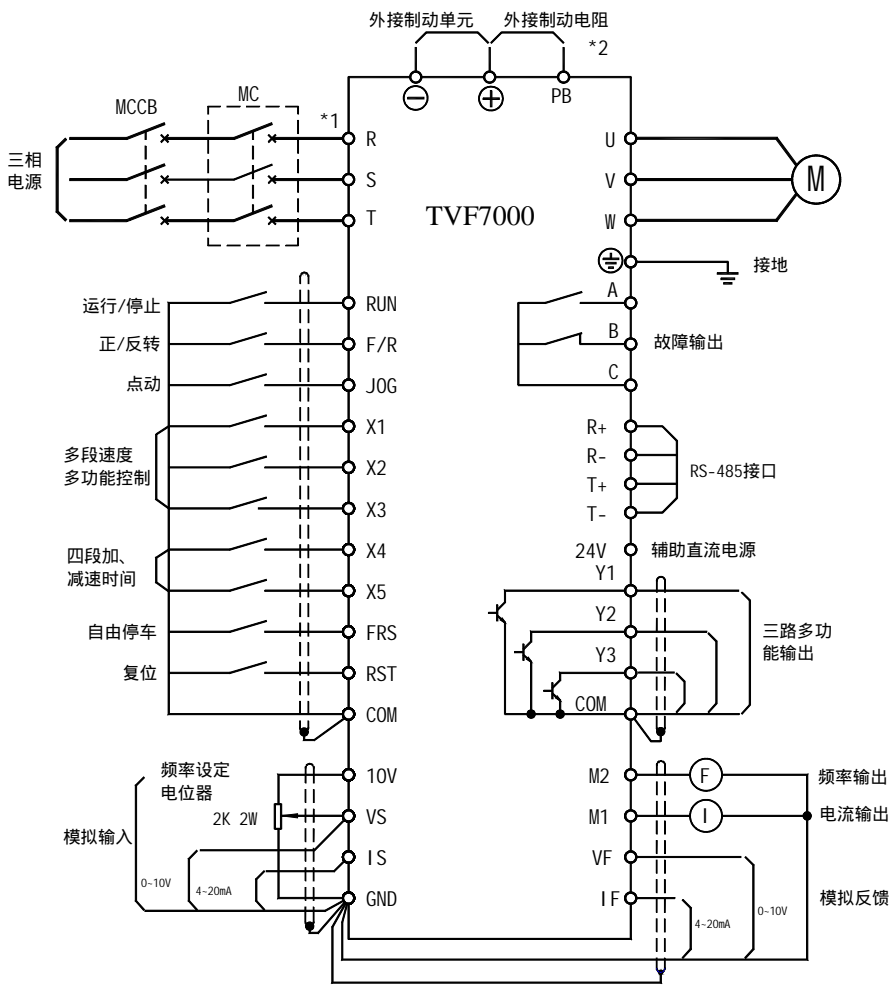 外接制动单元 外接制动电阻
*2
PB
MCCB
MC
*1
三相
电源
R
S
T
TVF7000
U
V
W
M
接地
运行/停止
正/反转
点动
多段速度
多功能控制
四段加、
减速时间
自由停车
复位
RUN
F/R
JOG
X1
X2
X3
X4
X5
FRS
RST
COM
A
B
C
故障输出
R+
R-
T+
T-
RS-485接口
24V
辅助直流电源
Y1
Y2
Y3
COM
三路多功
能输出
频率设定
电位器
2K 2W
模拟输入
0~10V
4~20mA
10V
VS
IS
GND
M2
M1
VF
IF
F
I
频率输出
电流输出
模拟反馈
4~20mA
0~10V